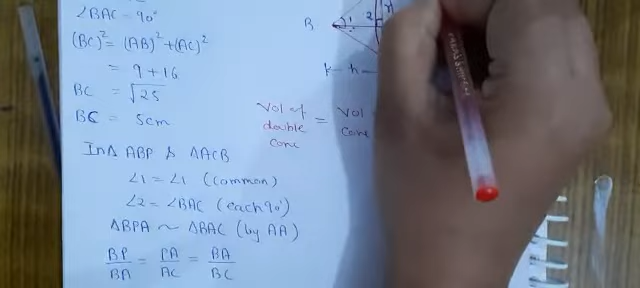 ∠BAC = 90°
(BC)² = (AB)² + (AC)²
= 9 + 16
BC = √25
BC = 5cm
In Δ ABP & ΔACB
∠1 = ∠1 (common)
∠2 = ∠BAC (each 90°)
ΔBPA ~ ΔBAC (by AA)
BP/BA = PA/AC = BA/BC
B 1 2 r
h
Vol of = Vol
double cone
cone